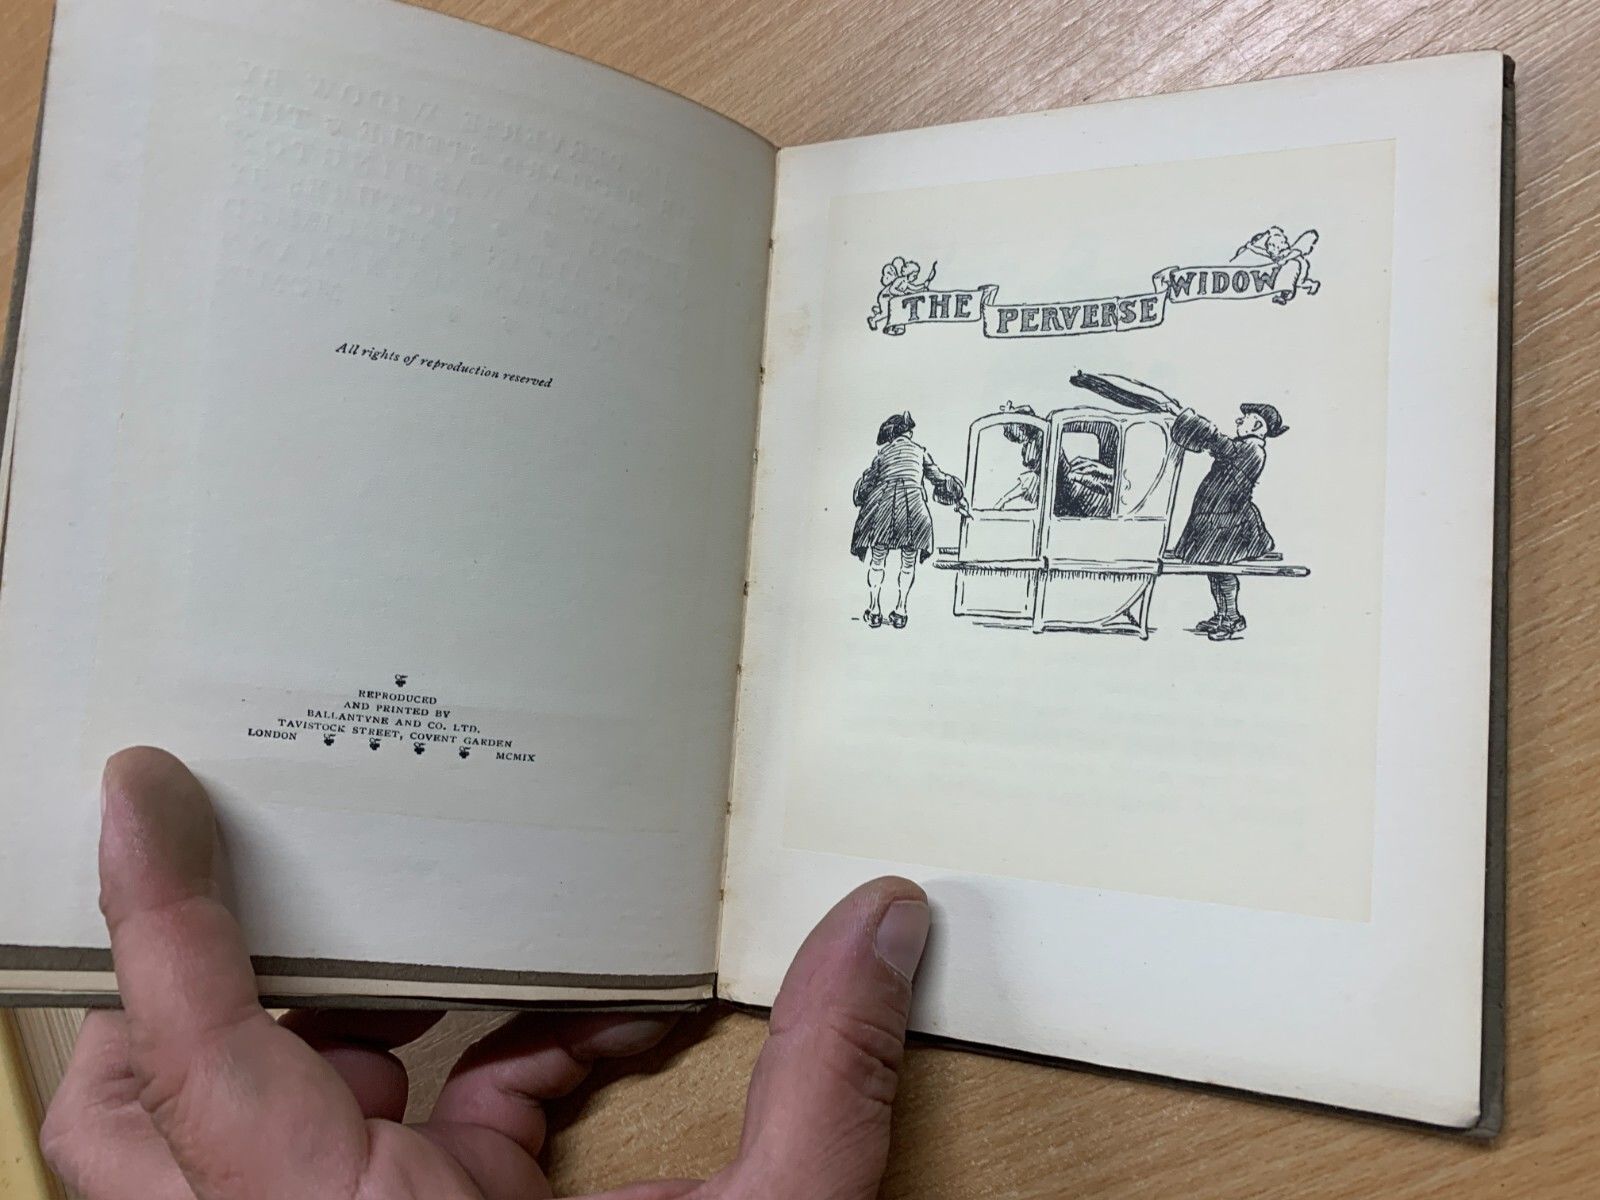 All rights of reproduction reserved
REPRODUCED
AND PRINTED BY
BALLANTYNE AND CO. LTD.
TAVISTOCK STREET, COVENT GARDEN
LONDON MCMIX
THE PERVERSE WIDOW